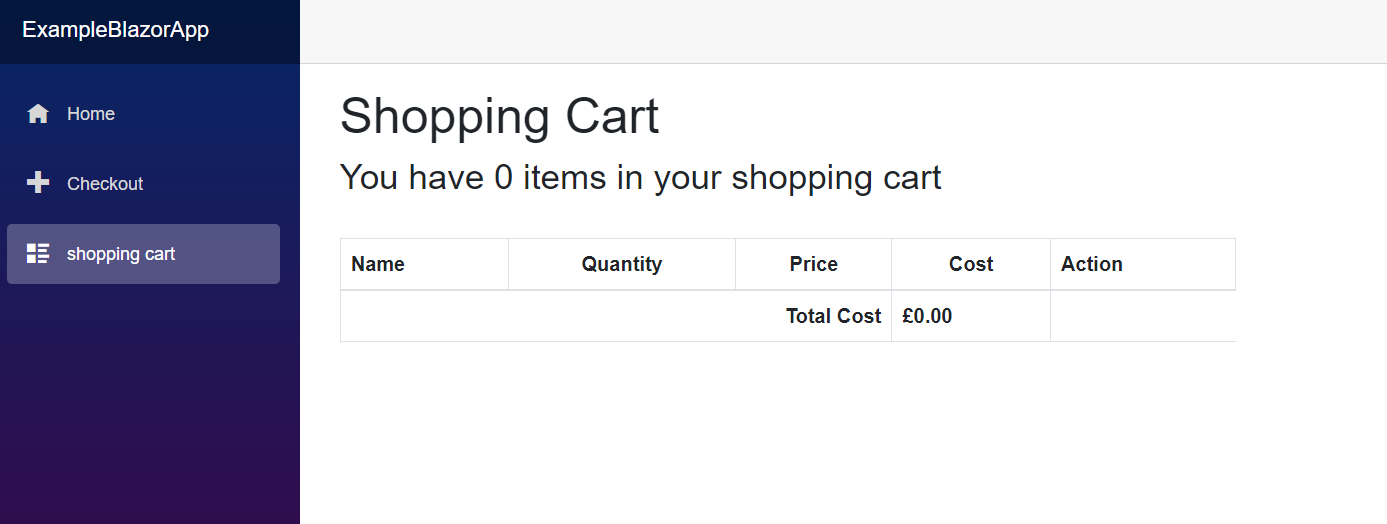 ExampleBlazorApp
Home
Checkout
shopping cart
Shopping Cart
You have 0 items in your shopping cart
Name Quantity Price Cost Action
Total Cost £0.00